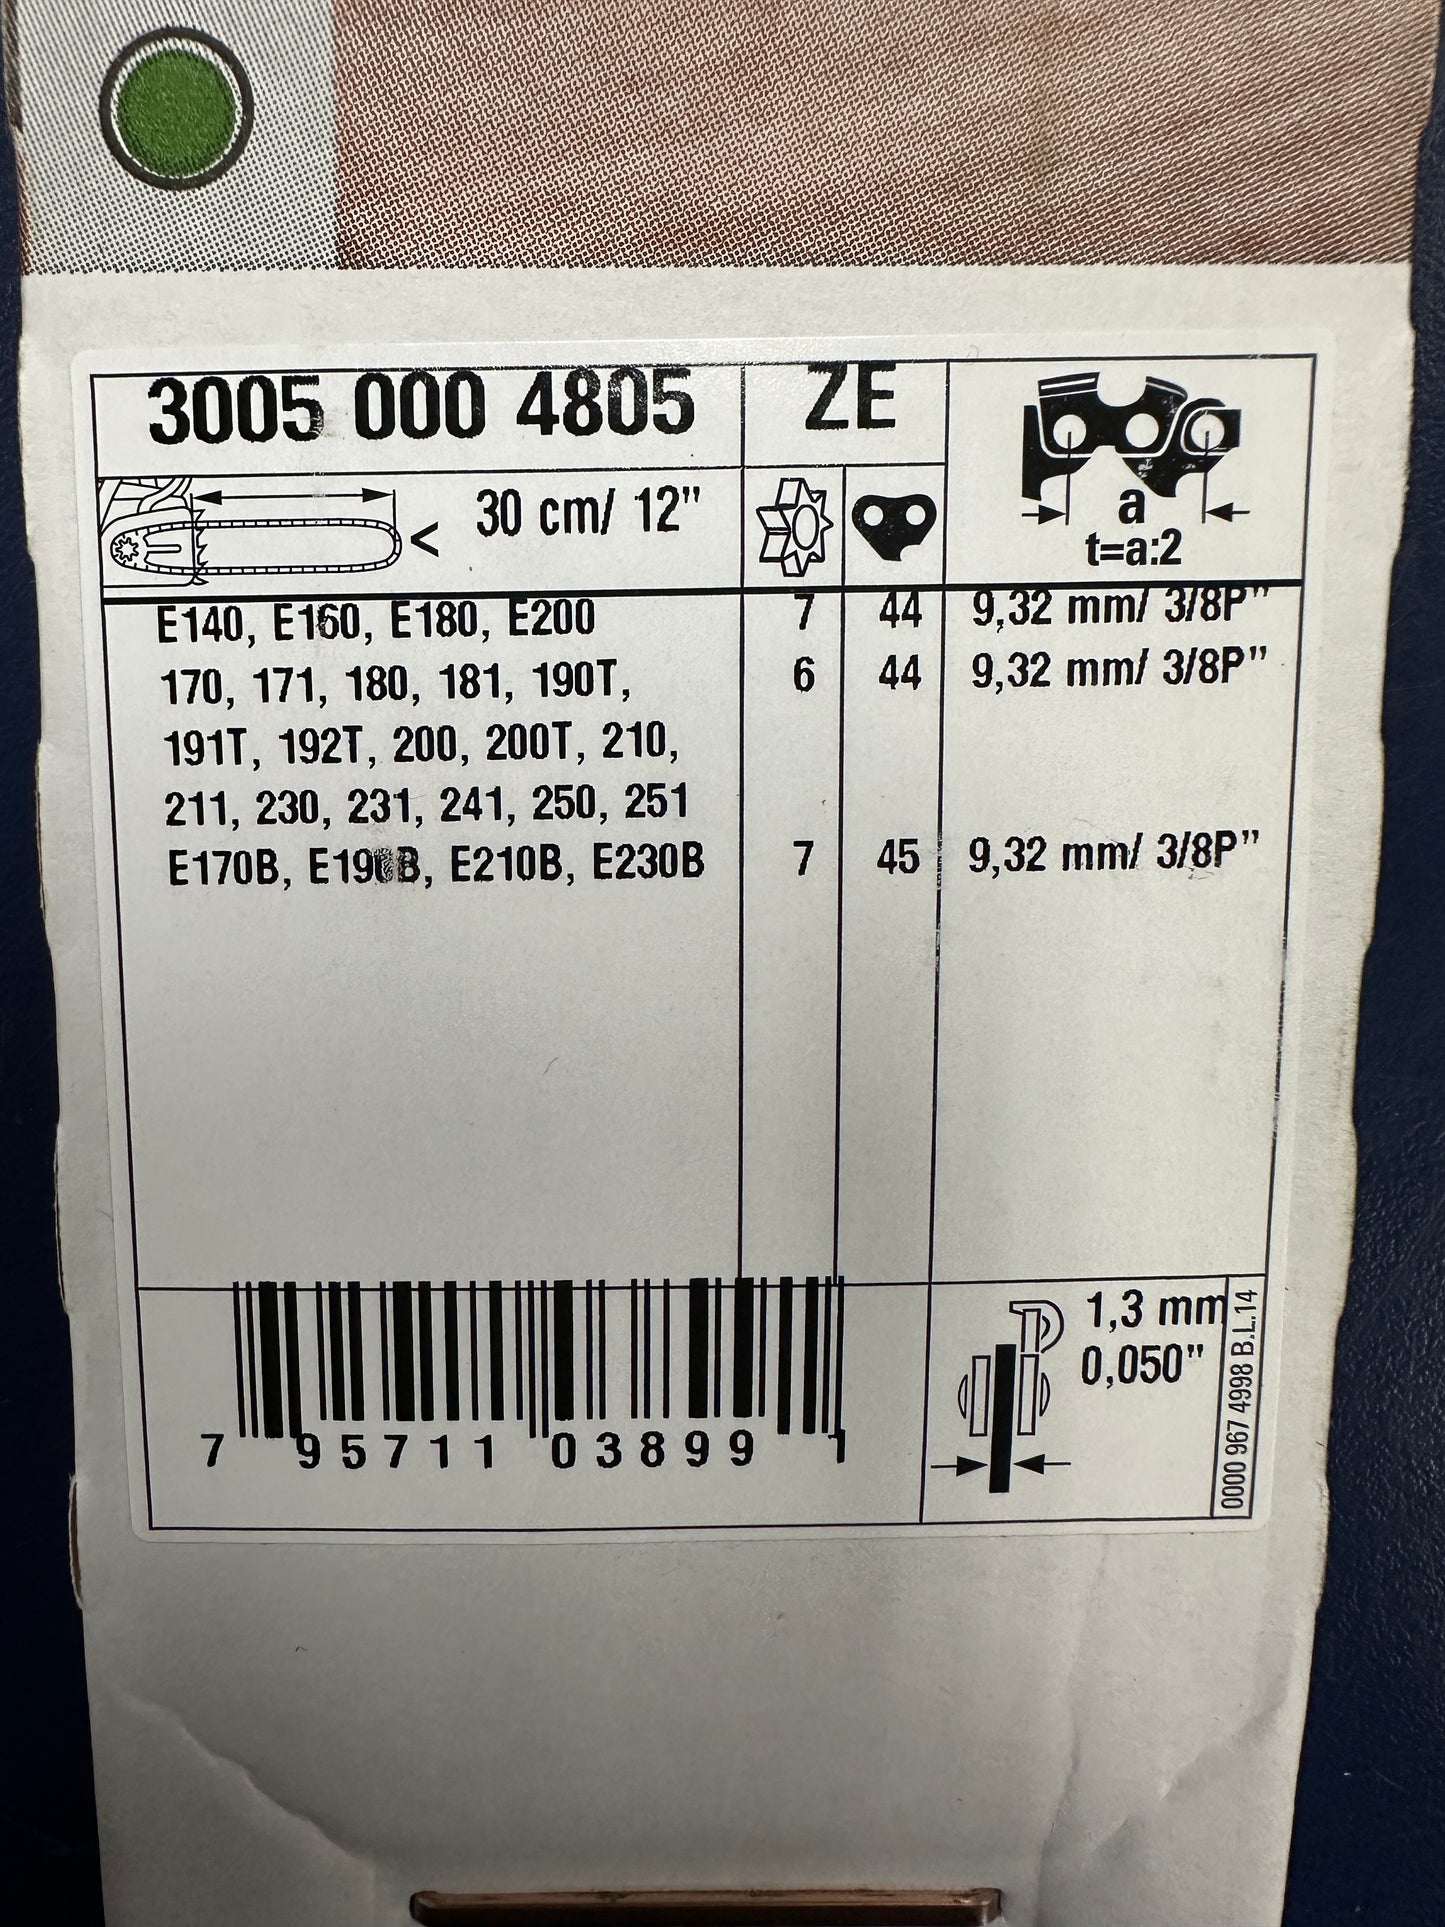 3005 000 4805 ZE
a
t=a:2
< 30 cm/ 12"
E140, E160, E180, E200 7 44 9,32 mm/ 3/8P"
170, 171, 180, 181, 190T, 6 44 9,32 mm/ 3/8P"
191T, 192T, 200, 200T, 210,
211, 230, 231, 241, 250, 251
E170B, E190B, E210B, E230B 7 45 9,32 mm/ 3/8P"
7 95711 03899 1
1,3 mm
0,050"
0000 967 4998 B.L.14